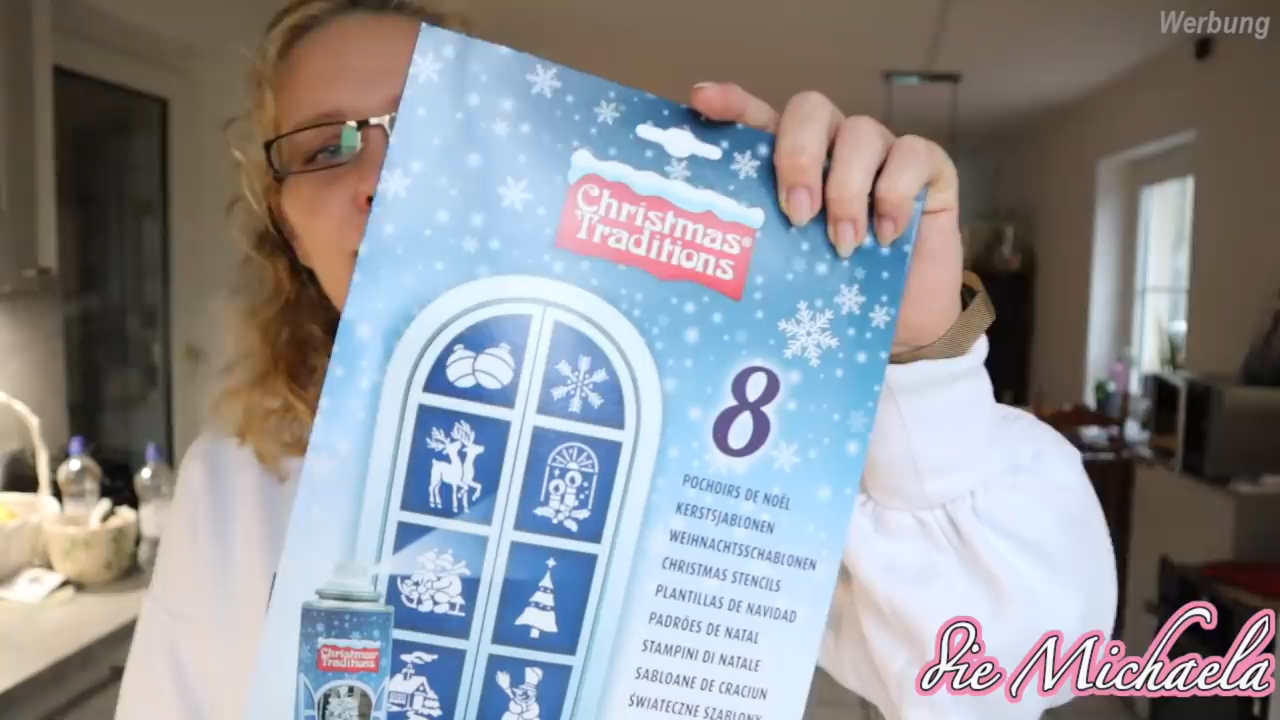 Werbung
Christmas®
Traditions
8
POCHOIRS DE NOËL
KERSTSJABLONEN
WEIHNACHTSSCHABLONEN
CHRISTMAS STENCILS
PLANTILLAS DE NAVIDAD
PADRÕES DE NATAL
STAMPINI DI NATALE
SABLOANE DE CRACIUN
ŚWIATECZNE SZABLONY
Christmas
Traditions
Die Michaela